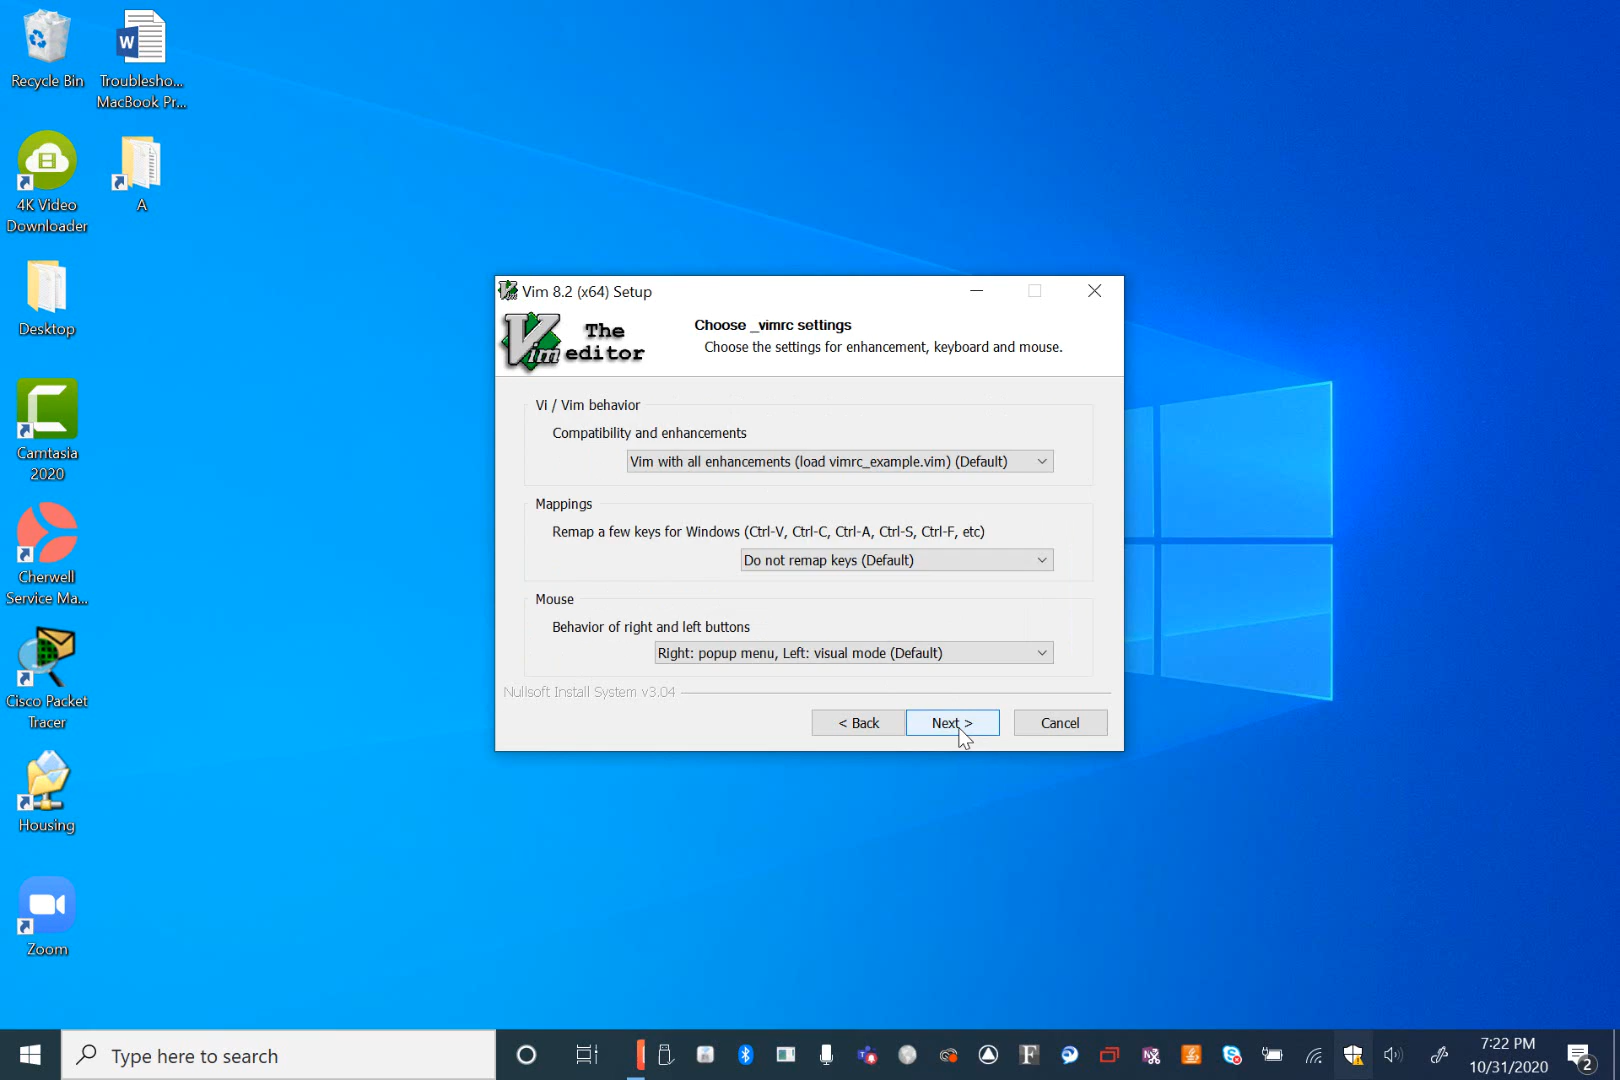 Recycle Bin
Troublesho...
MacBook Pr...
4K Video
Downloader
A
Desktop
Camtasia
2020
Cherwell
Service Ma...
Cisco Packet
Tracer
Housing
Zoom
Vim 8.2 (x64) Setup
Vim The editor
Choose _vimrc settings
Choose the settings for enhancement, keyboard and mouse.
Vi / Vim behavior
Compatibility and enhancements
Vim with all enhancements (load vimrc_example.vim) (Default)
Mappings
Remap a few keys for Windows (Ctrl-V, Ctrl-C, Ctrl-A, Ctrl-S, Ctrl-F, etc)
Do not remap keys (Default)
Mouse
Behavior of right and left buttons
Right: popup menu, Left: visual mode (Default)
Nullsoft Install System v3.04
< Back
Next >
Cancel
Type here to search
7:22 PM
10/31/2020
2